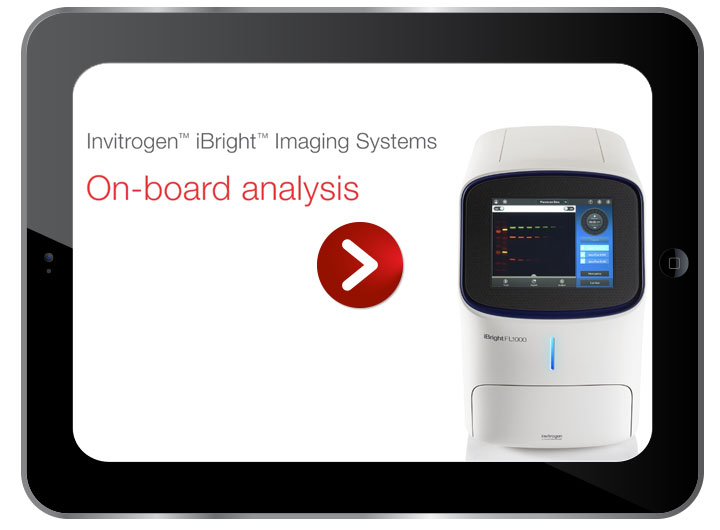 Invitrogen™ iBright™ Imaging Systems
On-board analysis
iBright FL1000
invitrogen